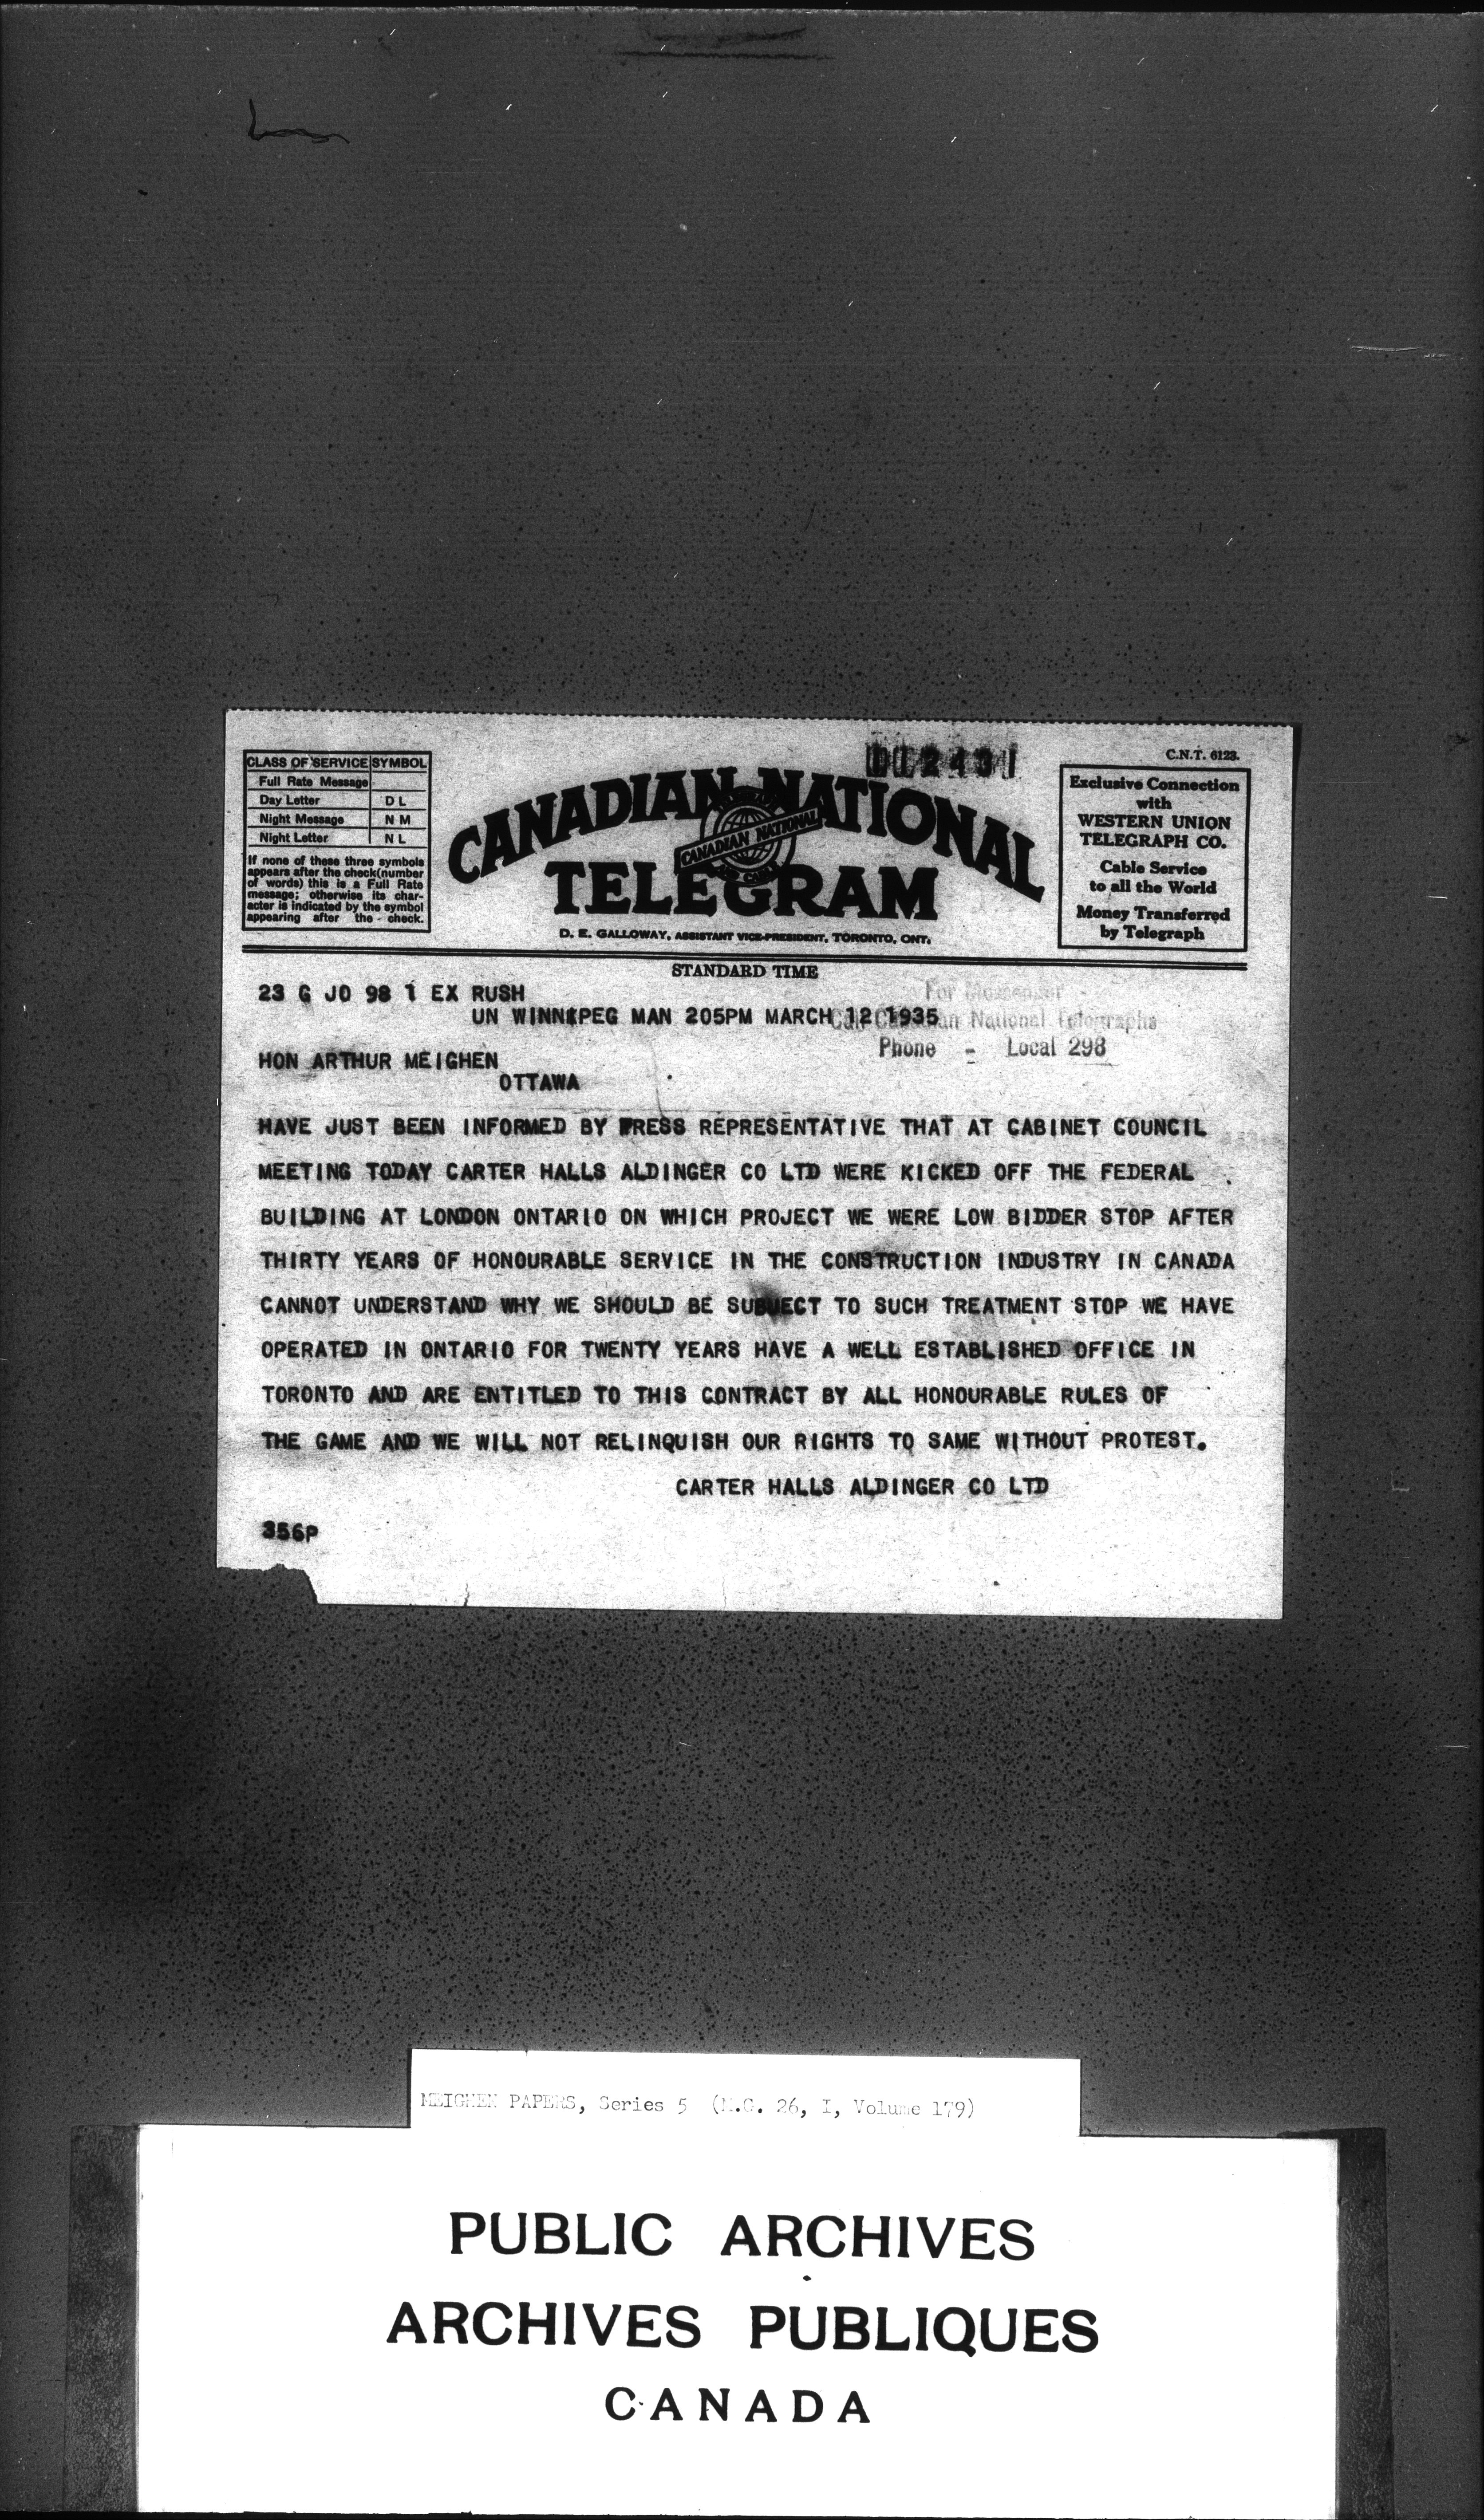 CLASS OF SERVICE SYMBOL
Full Rate Message
Day Letter D L
Night Message N M
Night Letter N L
If none of these three symbols
appears after the check(number
of words) this is a Full Rate
message; otherwise its char-
acter is indicated by the symbol
appearing after the check.
CANADIAN NATIONAL
CANADIAN NATIONAL
TELEGRAM
D. E. GALLOWAY, ASSISTANT VICE-PRESIDENT, TORONTO, ONT.
C.N.T. 6123.
Exclusive Connection
with
WESTERN UNION
TELEGRAPH CO.
Cable Service
to all the World
Money Transferred
by Telegraph
STANDARD TIME
23 G JO 98 1 EX RUSH
UN WINNIPEG MAN 205PM MARCH 12 1935
For Messenger -
Call Canadian National Telegraphs
Phone - Local 298
HON ARTHUR MEIGHEN
OTTAWA
HAVE JUST BEEN INFORMED BY PRESS REPRESENTATIVE THAT AT CABINET COUNCIL
MEETING TODAY CARTER HALLS ALDINGER CO LTD WERE KICKED OFF THE FEDERAL
BUILDING AT LONDON ONTARIO ON WHICH PROJECT WE WERE LOW BIDDER STOP AFTER
THIRTY YEARS OF HONOURABLE SERVICE IN THE CONSTRUCTION INDUSTRY IN CANADA
CANNOT UNDERSTAND WHY WE SHOULD BE SUBJECT TO SUCH TREATMENT STOP WE HAVE
OPERATED IN ONTARIO FOR TWENTY YEARS HAVE A WELL ESTABLISHED OFFICE IN
TORONTO AND ARE ENTITLED TO THIS CONTRACT BY ALL HONOURABLE RULES OF
THE GAME AND WE WILL NOT RELINQUISH OUR RIGHTS TO SAME WITHOUT PROTEST.
CARTER HALLS ALDINGER CO LTD
356P
MEIGHEN PAPERS, Series 5 (M.G. 26, I, Volume 179)
PUBLIC ARCHIVES
ARCHIVES PUBLIQUES
CANADA